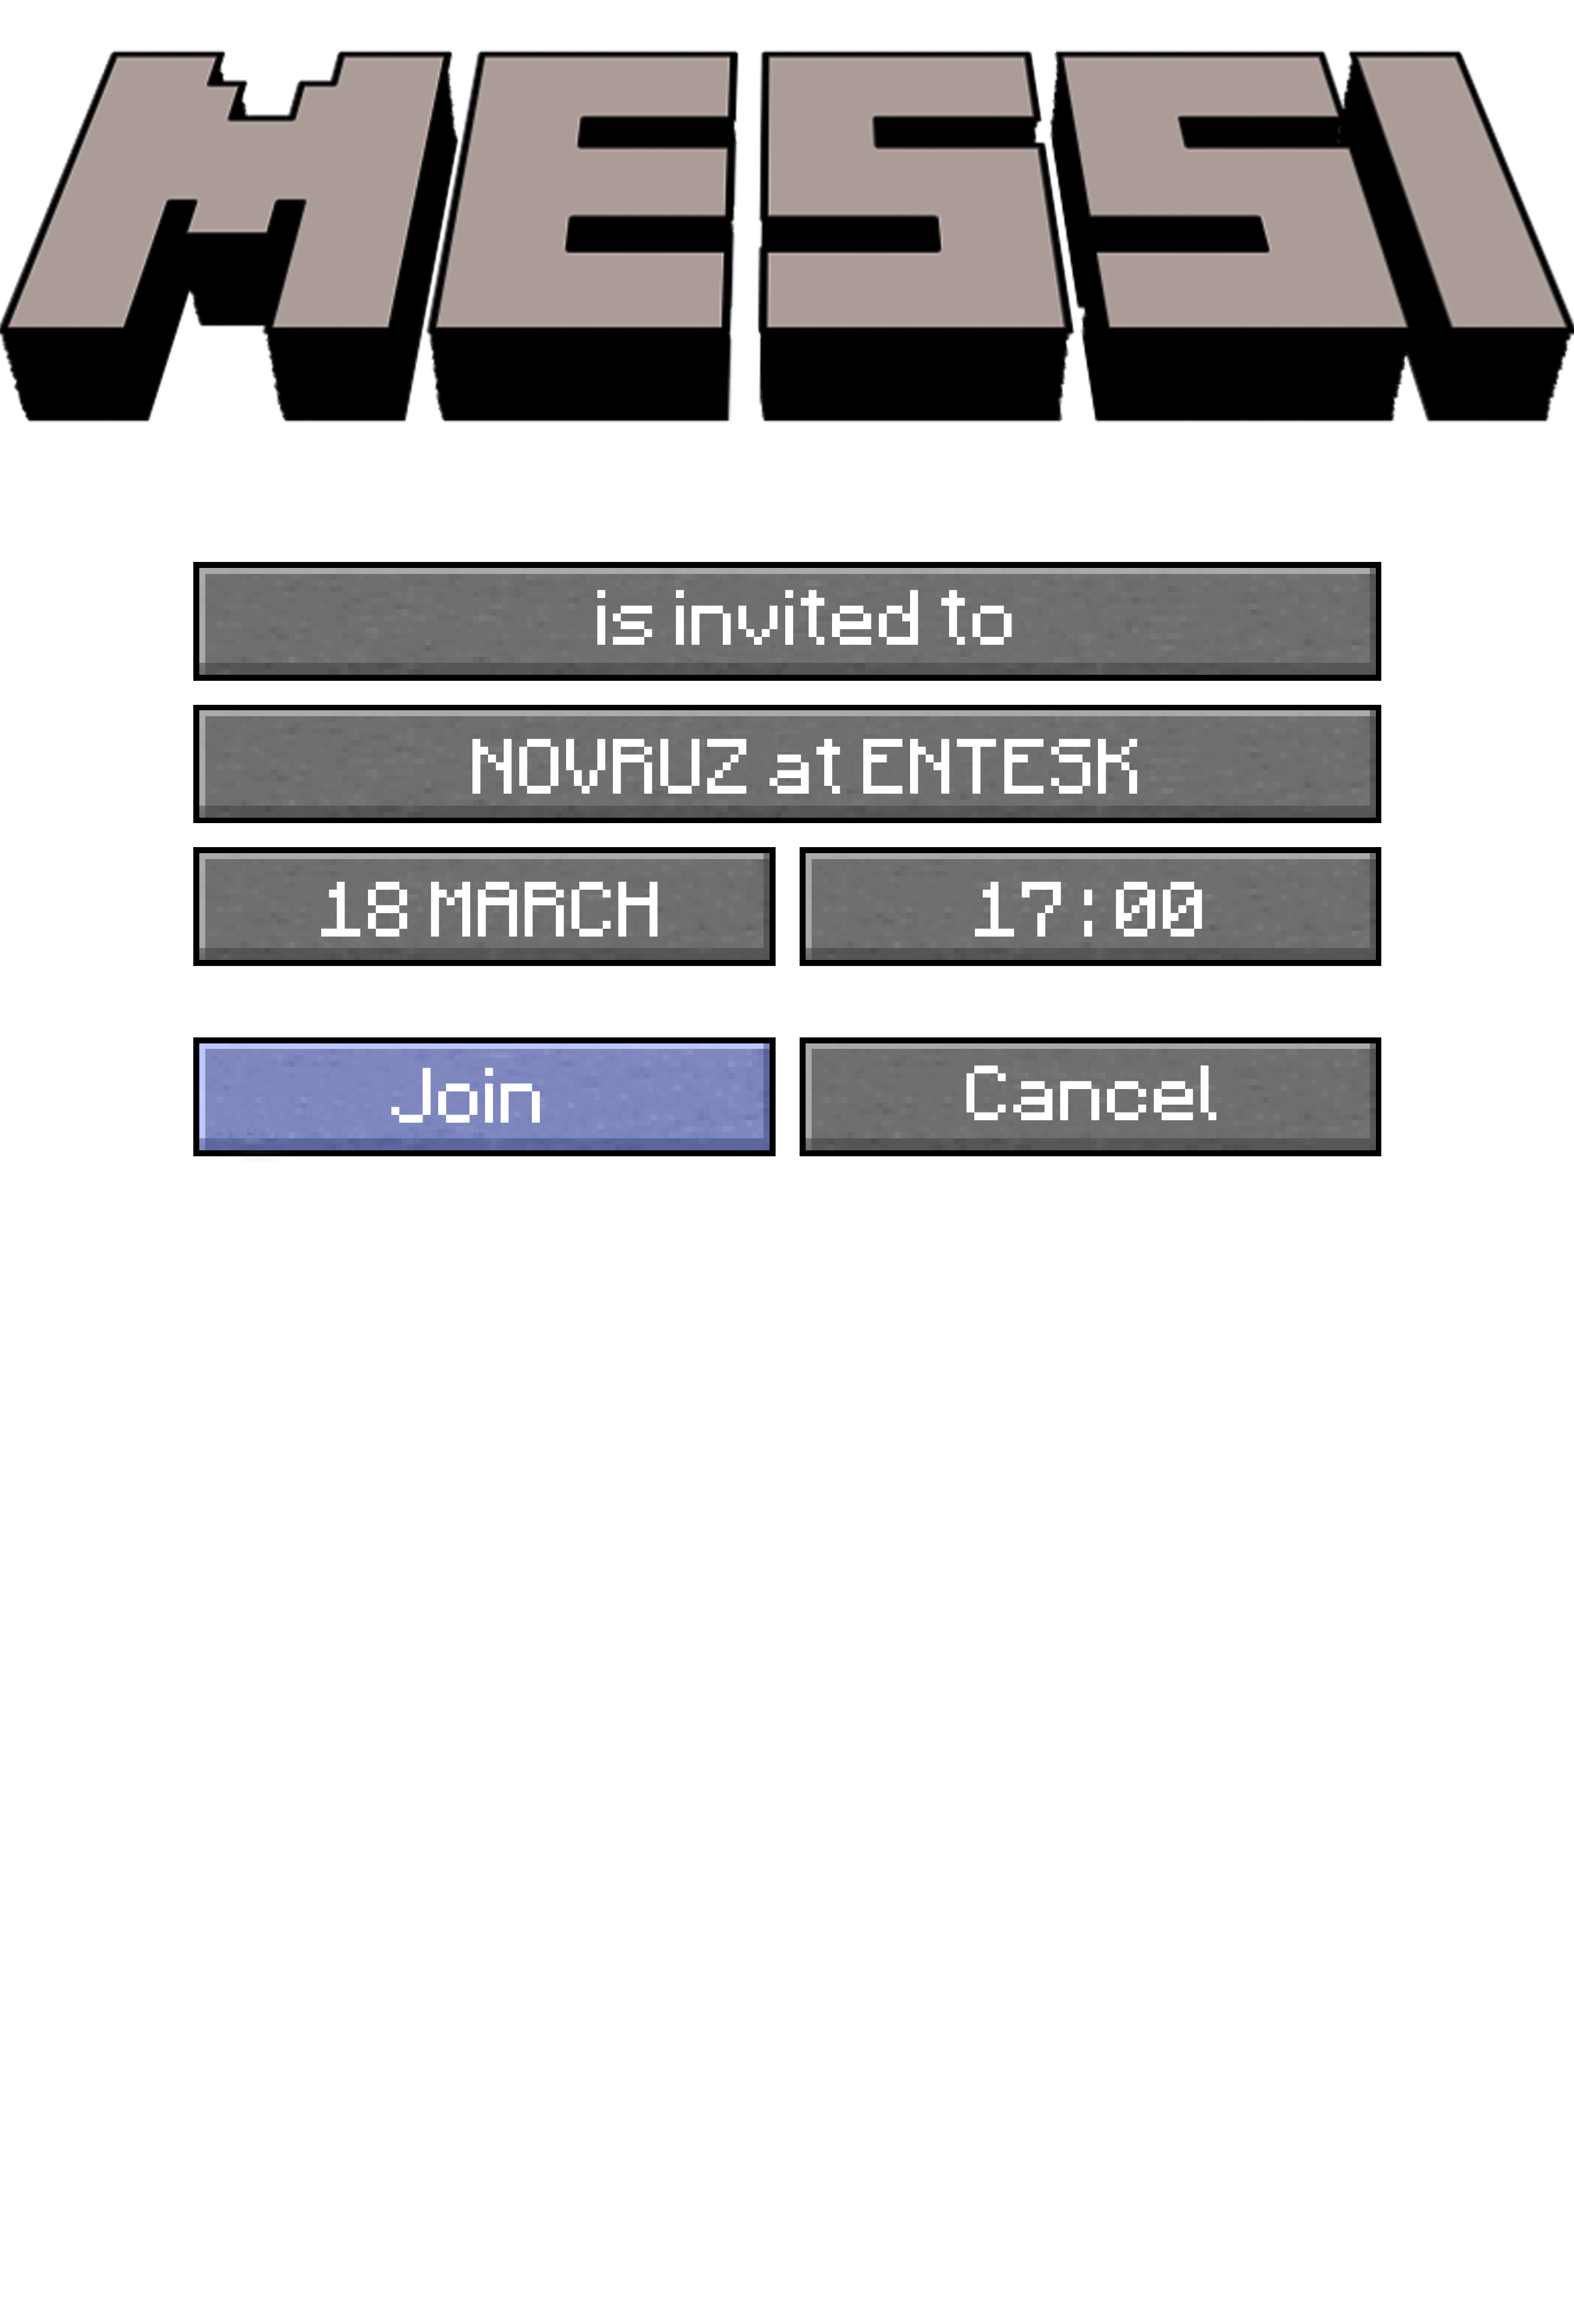 MESSI
is invited to
NOVRUZ at ENTESK
18 MARCH
17:00
Join
Cancel